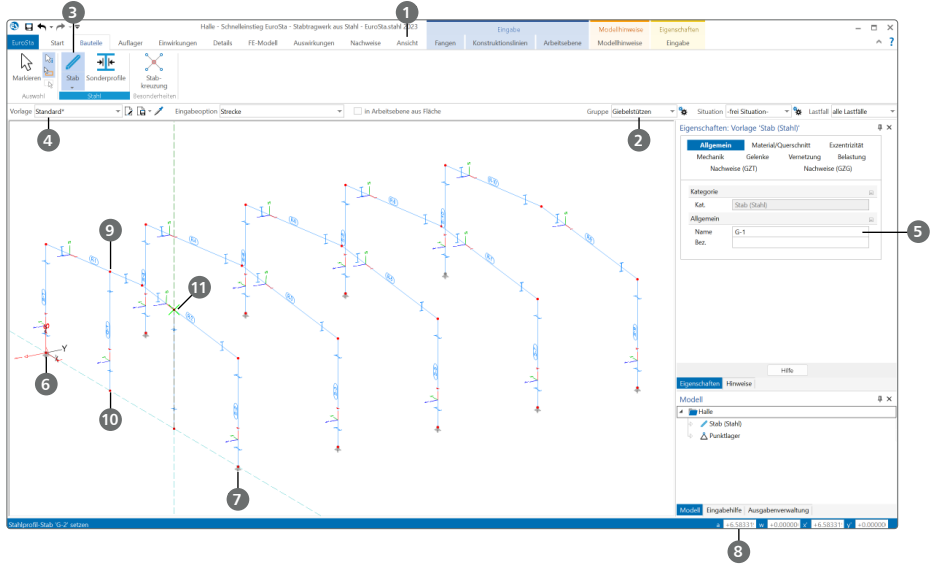 1
3
Halle - Schnelleinstieg EuroSta - Stabtragwerk aus Stahl - EuroSta.stahl 2023
Eingabe Modellhinweise Eigenschaften
EuroSta Start Bauteile Auflager Einwirkungen Details FE-Modell Auswirkungen Nachweise Ansicht Fangen Konstruktionslinien Arbeitsebene Modellhinweise Eingabe
Markieren Stab Sonderprofile Stab-
kreuzung
Auswahl Stahl Besonderheiten
Vorlage Standard* Eingabeoption Strecke in Arbeitsebene aus Fläche Gruppe Giebelstützen Situation -frei Situation- Lastfall alle Lastfälle
4
2
Eigenschaften: Vorlage 'Stab (Stahl)'
Allgemein Material/Querschnitt Exzentrizität
Mechanik Gelenke Vernetzung Belastung
Nachweise (GZT) Nachweise (GZG)
Kategorie
Kat. Stab (Stahl)
Allgemein
Name G-1
Bez.
5
9
11
Y
6
10
7
Hilfe
Eigenschaften Hinweise
Modell
Halle
Stab (Stahl)
Punktlager
Modell Eingabehilfe Ausgabenverwaltung
Stahlprofil-Stab 'G-2' setzen
a +6.58331 w +0.00000 x' +6.58331 y' +0.00000
8